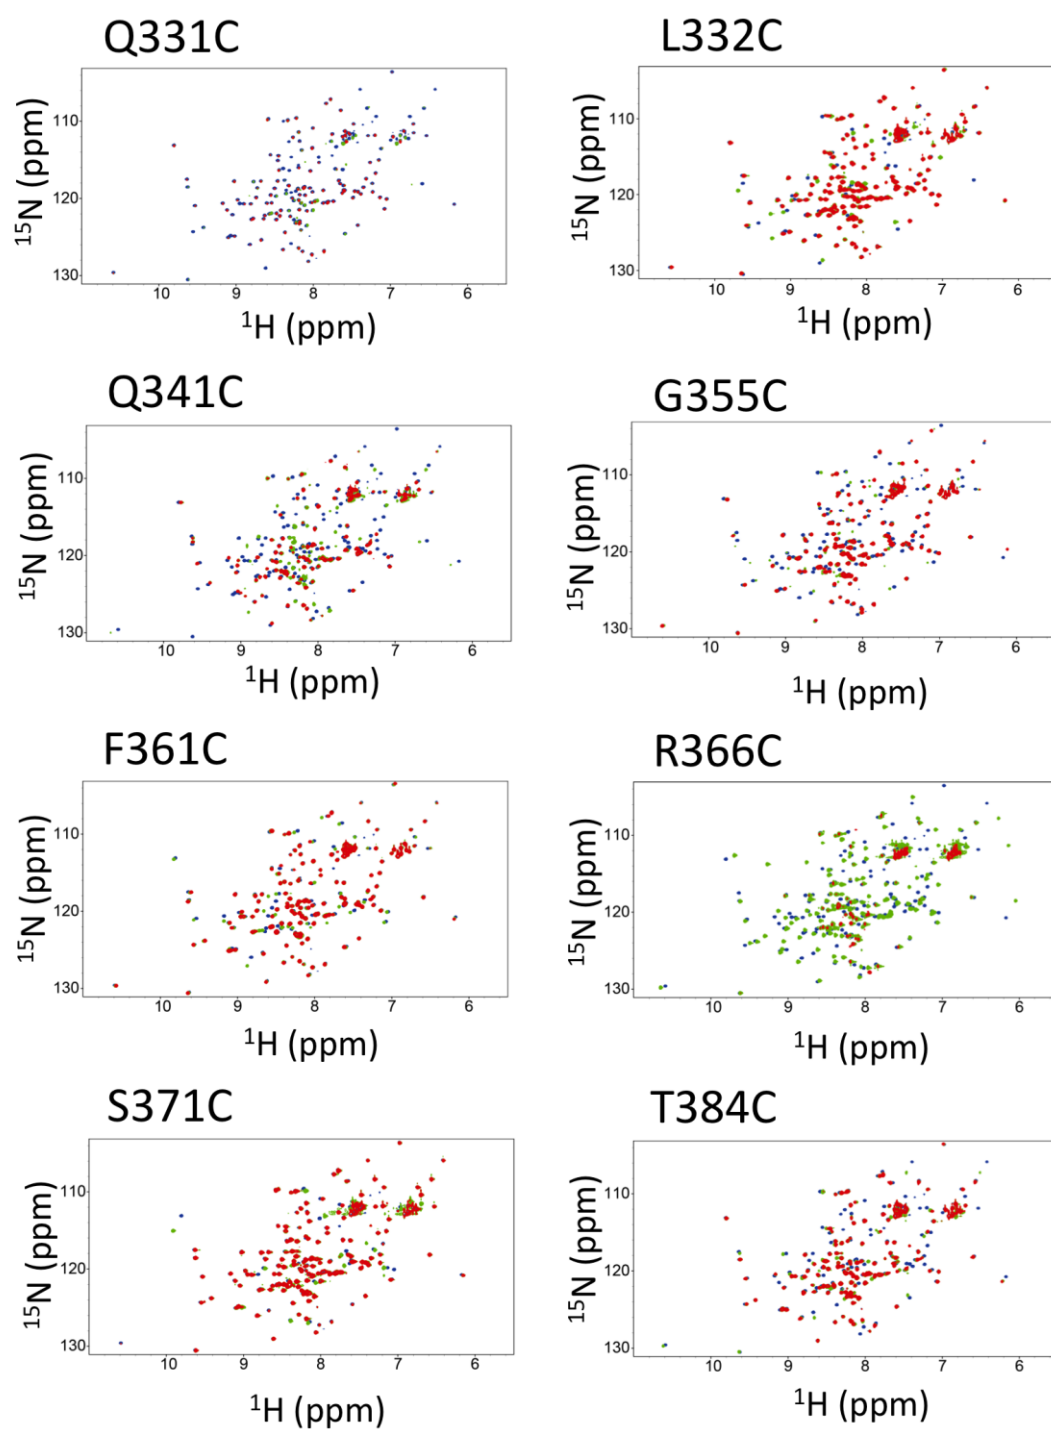 Q331C L332C
15N (ppm) 110 120 130 15N (ppm) 110 120 130
10 9 8 7 6 10 9 8 7 6
1H (ppm) 1H (ppm)
Q341C G355C
15N (ppm) 110 120 130 15N (ppm) 110 120 130
10 9 8 7 6 10 9 8 7 6
1H (ppm) 1H (ppm)
F361C R366C
15N (ppm) 110 120 130 15N (ppm) 110 120 130
10 9 8 7 6 10 9 8 7 6
1H (ppm) 1H (ppm)
S371C T384C
15N (ppm) 110 120 130 15N (ppm) 110 120 130
10 9 8 7 6 10 9 8 7 6
1H (ppm) 1H (ppm)